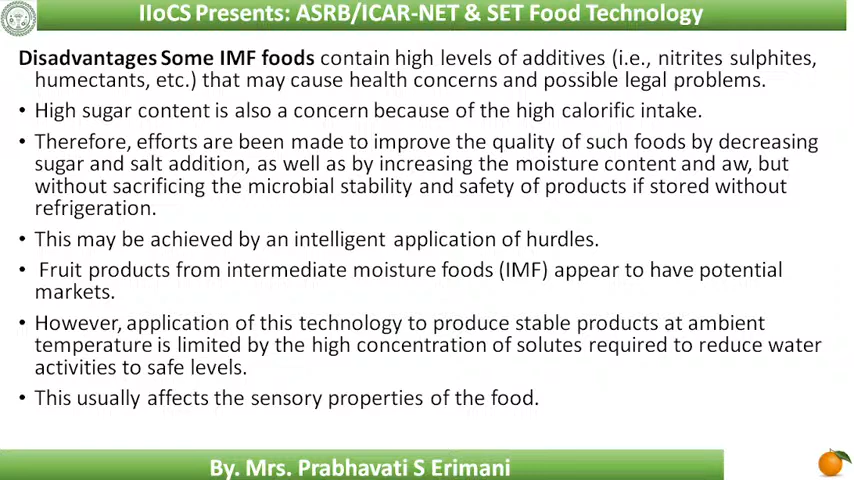 IIoCS Presents: ASRB/ICAR-NET & SET Food Technology
Disadvantages Some IMF foods contain high levels of additives (i.e., nitrites sulphites,
humectants, etc.) that may cause health concerns and possible legal problems.
• High sugar content is also a concern because of the high calorific intake.
• Therefore, efforts are been made to improve the quality of such foods by decreasing
sugar and salt addition, as well as by increasing the moisture content and aw, but
without sacrificing the microbial stability and safety of products if stored without
refrigeration.
• This may be achieved by an intelligent application of hurdles.
• Fruit products from intermediate moisture foods (IMF) appear to have potential
markets.
• However, application of this technology to produce stable products at ambient
temperature is limited by the high concentration of solutes required to reduce water
activities to safe levels.
• This usually affects the sensory properties of the food.
By. Mrs. Prabhavati S Erimani